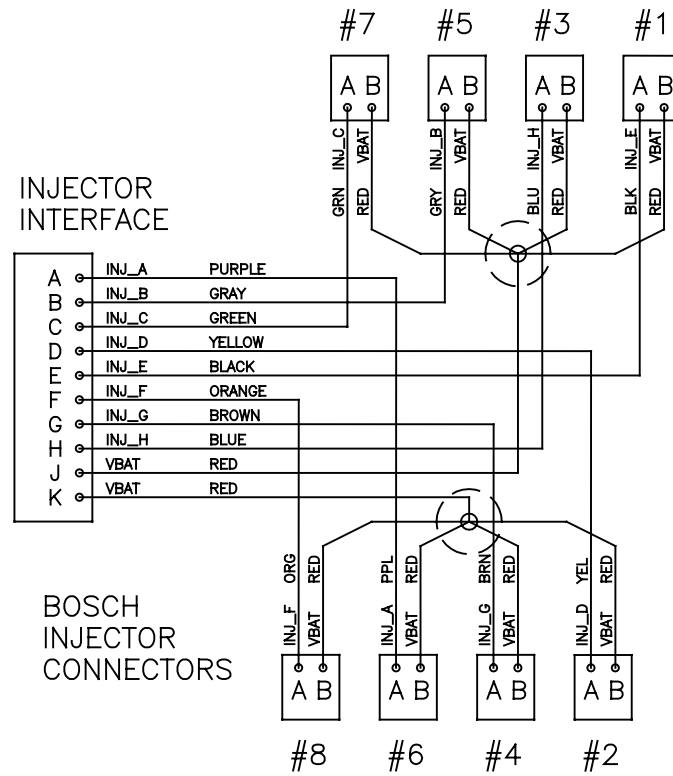 #7 #5 #3 #1
A B A B A B A B
GRN INJ_C RED VBAT GRY INJ_B RED VBAT BLU INJ_H RED VBAT BLK INJ_E RED VBAT
INJECTOR
INTERFACE
A INJ_A PURPLE
B INJ_B GRAY
C INJ_C GREEN
D INJ_D YELLOW
E INJ_E BLACK
F INJ_F ORANGE
G INJ_G BROWN
H INJ_H BLUE
J VBAT RED
K VBAT RED
BOSCH
INJECTOR
CONNECTORS
INJ_F ORG VBAT RED INJ_A PPL VBAT RED INJ_G BRN VBAT RED INJ_D YEL VBAT RED
A B A B A B A B
#8 #6 #4 #2